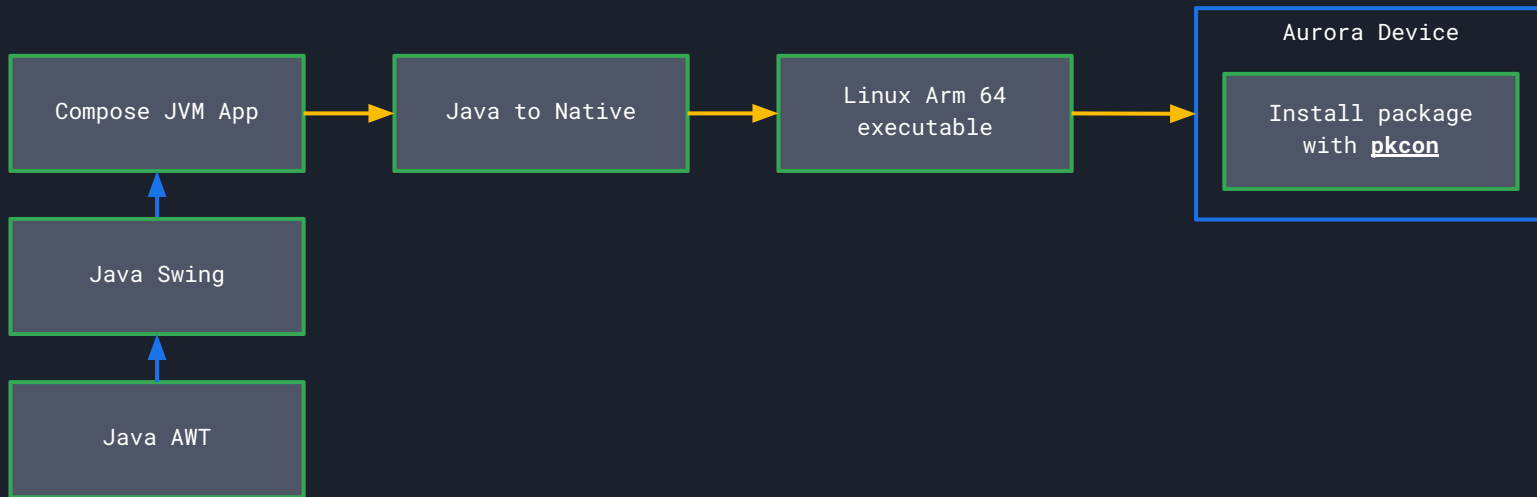 Aurora Device
Compose JVM App
Java to Native
Linux Arm 64
executable
Install package
with pkcon
Java Swing
Java AWT